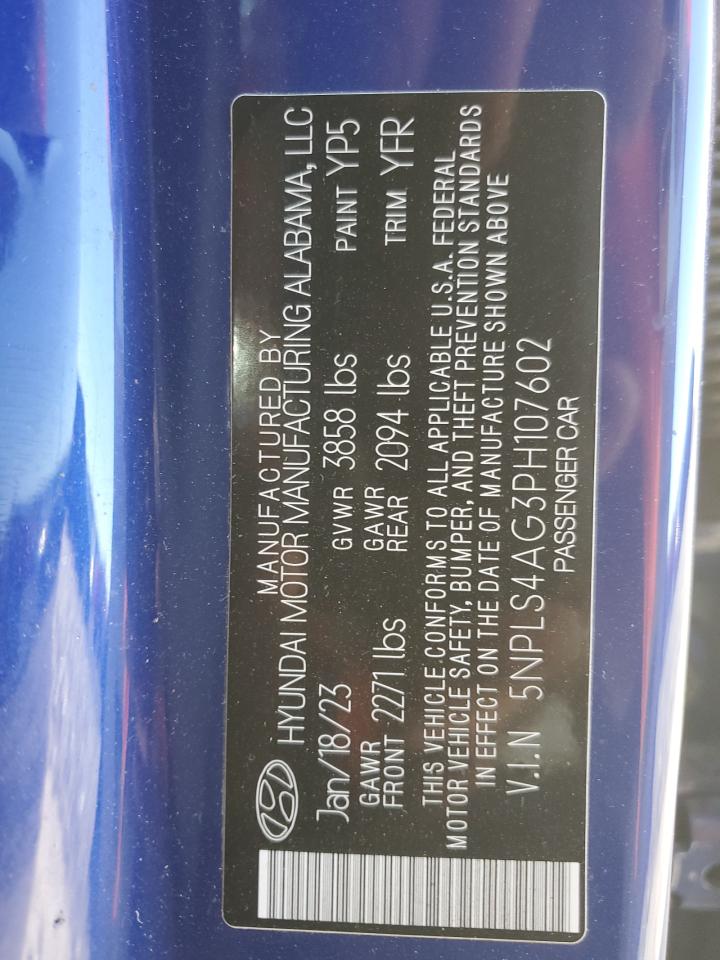 MANUFACTURED BY
HYUNDAI MOTOR MANUFACTURING ALABAMA, LLC
Jan/18/23 GVWR 3858 lbs PAINT YP5
GAWR FRONT 2271 lbs GAWR REAR 2094 lbs TRIM YFR
THIS VEHICLE CONFORMS TO ALL APPLICABLE U.S.A. FEDERAL
MOTOR VEHICLE SAFETY, BUMPER, AND THEFT PREVENTION STANDARDS
IN EFFECT ON THE DATE OF MANUFACTURE SHOWN ABOVE
V.I.N 5NPLS4AG3PH107602
PASSENGER CAR